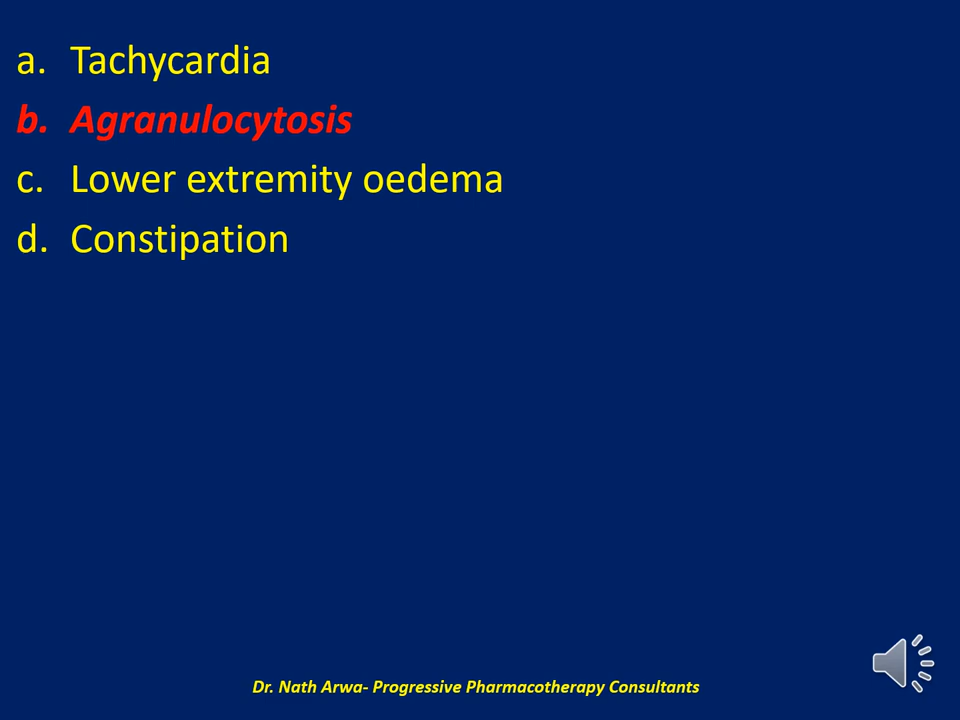 a. Tachycardia
b. Agranulocytosis
c. Lower extremity oedema
d. Constipation
Dr. Nath Arwa- Progressive Pharmacotherapy Consultants